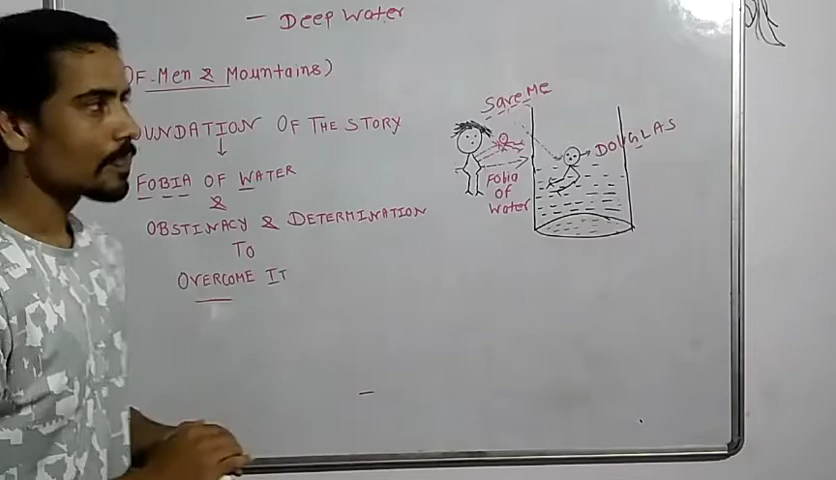 - Deep Water
OF Men & Mountains)
OUNDATION OF THE STORY
FOBIA OF WATER
&
OBSTINACY & DETERMINATION
TO
OVERCOME IT
Save Me
DOUGLAS
Fobia
of
Water